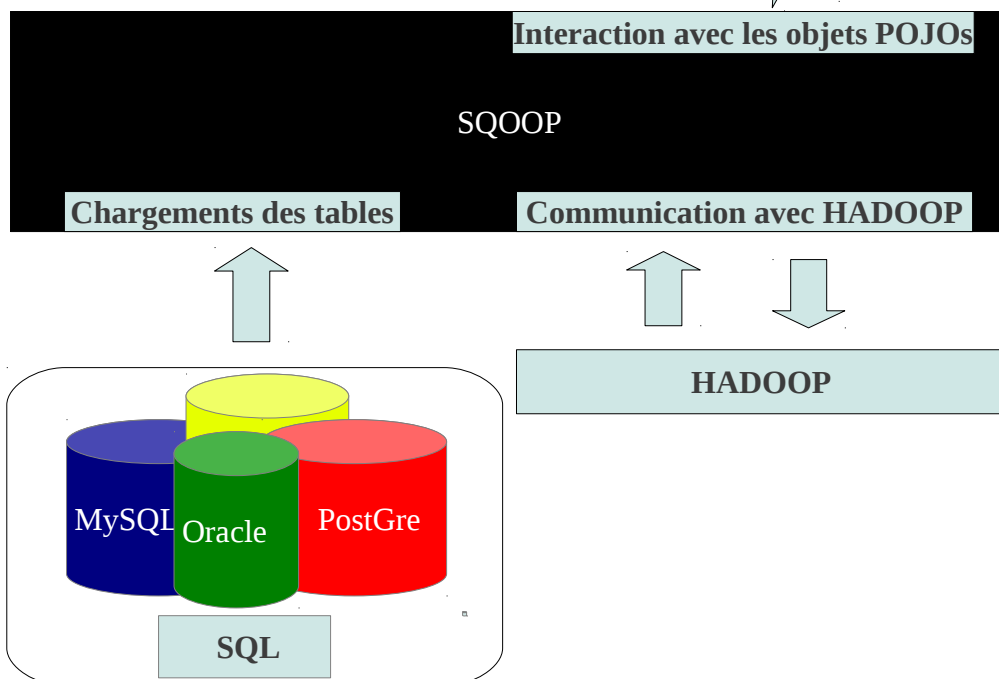 Interaction avec les objets POJOs
SQOOP
Chargements des tables
Communication avec HADOOP
HADOOP
MySQL
Oracle
PostGre
SQL